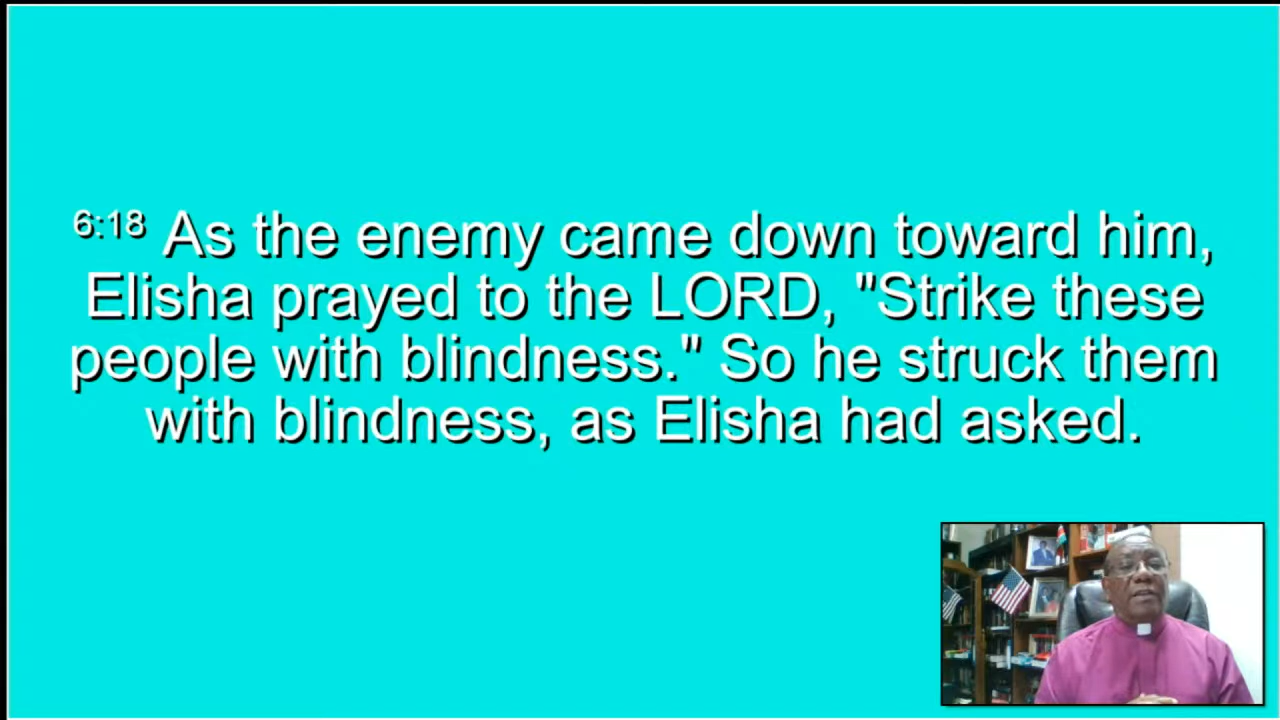 6:18 As the enemy came down toward him,
Elisha prayed to the LORD, "Strike these
people with blindness." So he struck them
with blindness, as Elisha had asked.